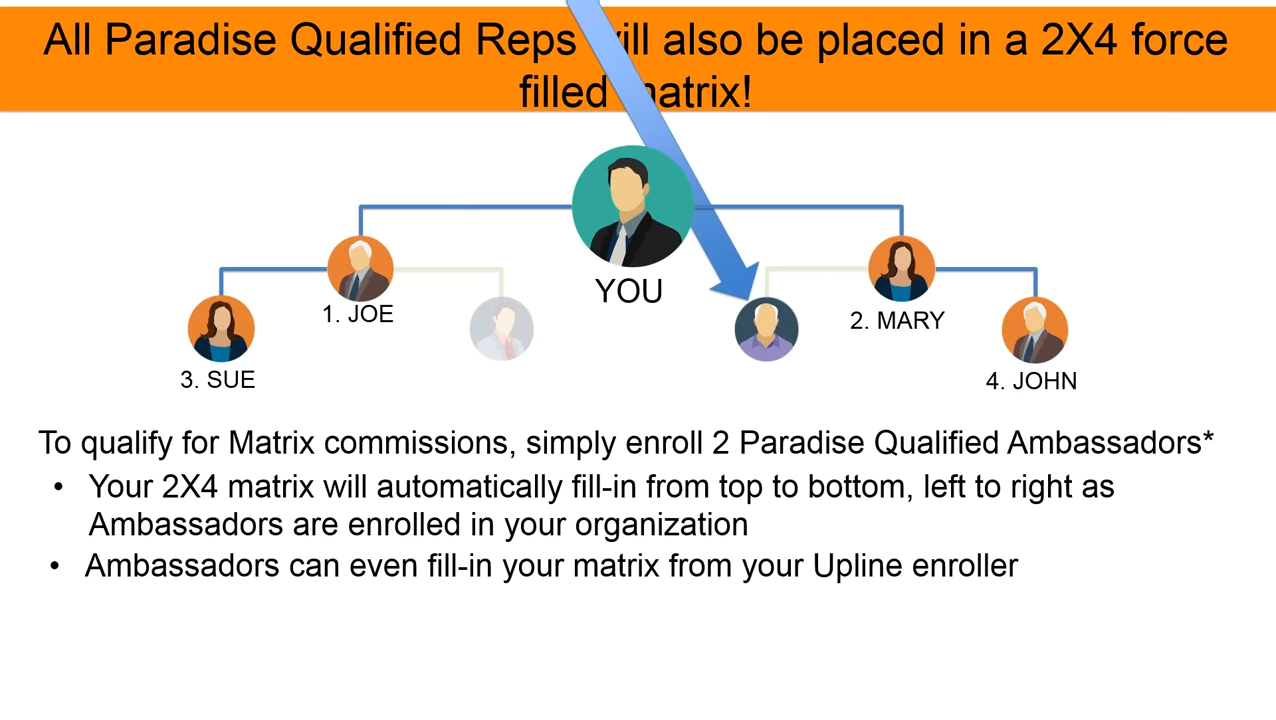 All Paradise Qualified Reps will also be placed in a 2X4 force
filled matrix!
YOU
1. JOE
2. MARY
3. SUE
4. JOHN
To qualify for Matrix commissions, simply enroll 2 Paradise Qualified Ambassadors*
• Your 2X4 matrix will automatically fill-in from top to bottom, left to right as
Ambassadors are enrolled in your organization
• Ambassadors can even fill-in your matrix from your Upline enroller